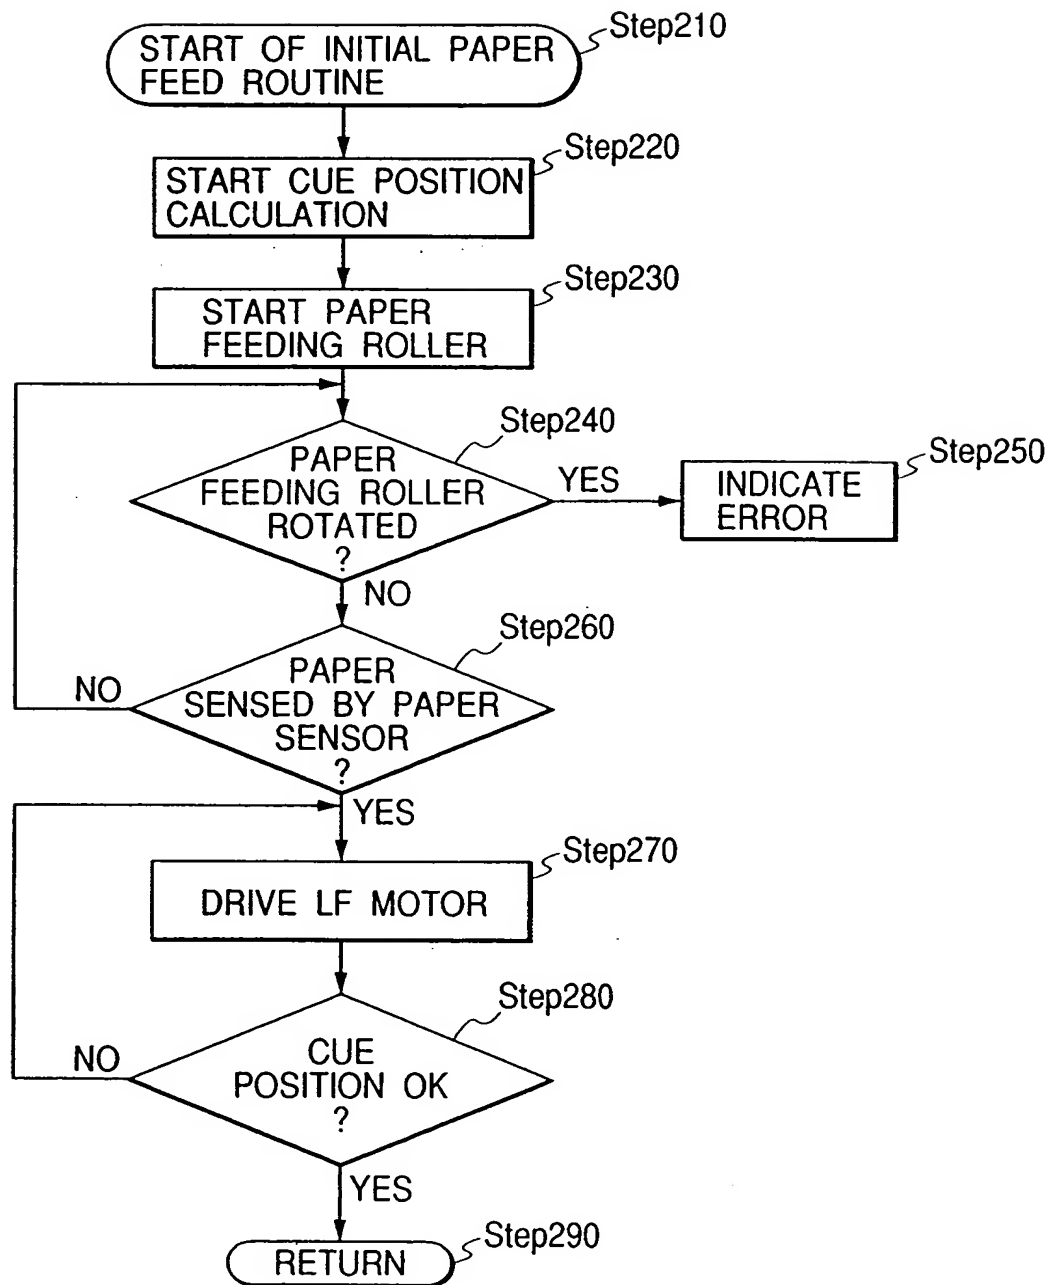 Step210
START OF INITIAL PAPER
FEED ROUTINE
Step220
START CUE POSITION
CALCULATION
Step230
START PAPER
FEEDING ROLLER
Step240
PAPER
FEEDING ROLLER
ROTATED
?
YES
Step250
INDICATE
ERROR
NO
Step260
PAPER
SENSED BY PAPER
SENSOR
?
NO
YES
Step270
DRIVE LF MOTOR
Step280
CUE
POSITION OK
?
NO
YES
Step290
RETURN